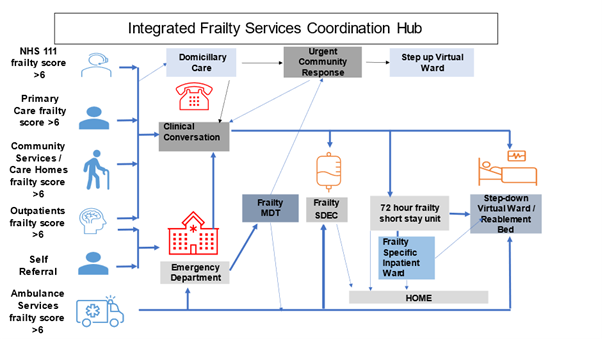 Integrated Frailty Services Coordination Hub
NHS 111
frailty score
>6
Domicillary
Care
Urgent
Community
Response
Step up Virtual
Ward
Primary
Care frailty
score >6
Clinical
Conversation
Community
Services /
Care Homes
frailty score
>6
Outpatients
frailty score
>6
Frailty
MDT
Frailty
SDEC
72 hour frailty
short stay unit
Step-down
Virtual Ward /
Reablement
Bed
Frailty
Specific
Inpatient
Ward
Self
Referral
Emergency
Department
HOME
Ambulance
Services
frailty score
>6